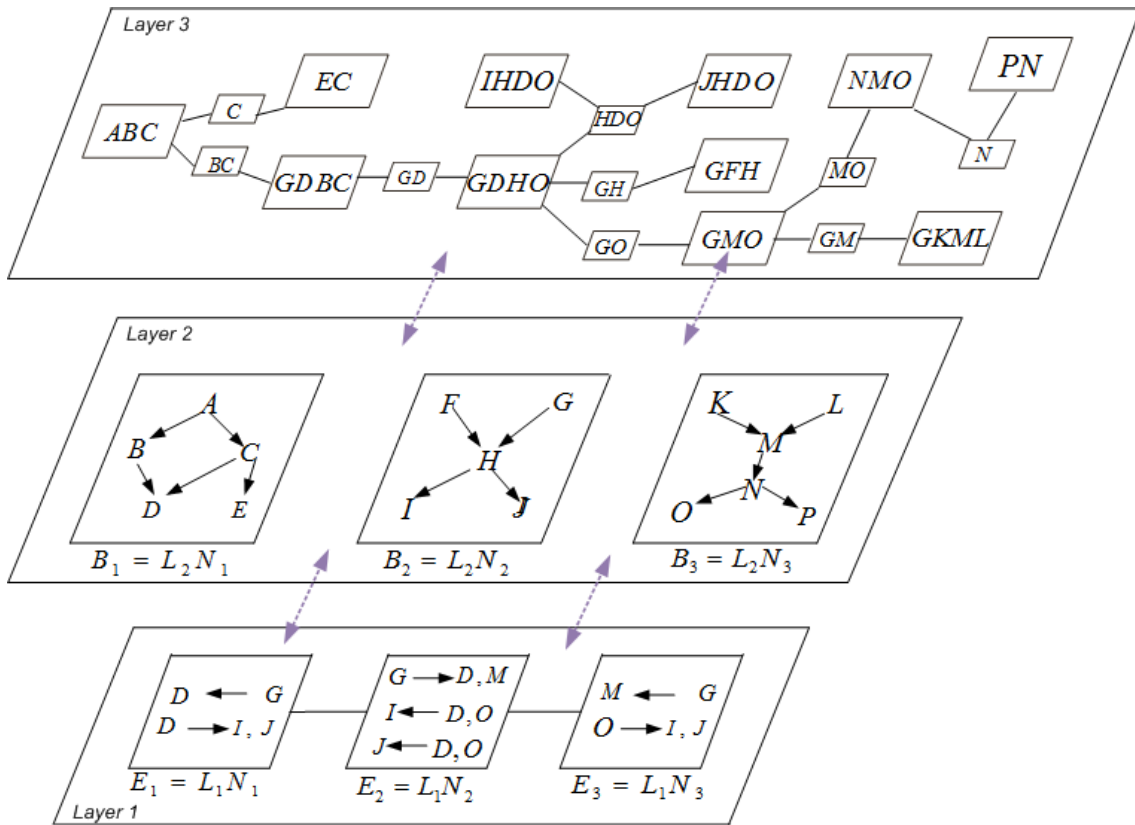 Layer 3
EC
IHDO
JHDO
NMO
PN
C
HDO
ABC
BC
GDBC
GD
GDHO
GH
GFH
MO
N
GO
GMO
GM
GKML
Layer 2
A
B C
D E
F G
H
I J
K L
M
N
O P
B₁ = L₂N₁
B₂ = L₂N₂
B₃ = L₂N₃
D ← G
D → I, J
G → D, M
I ← D, O
J ← D, O
M ← G
O → I, J
E₁ = L₁N₁
E₂ = L₁N₂
E₃ = L₁N₃
Layer 1